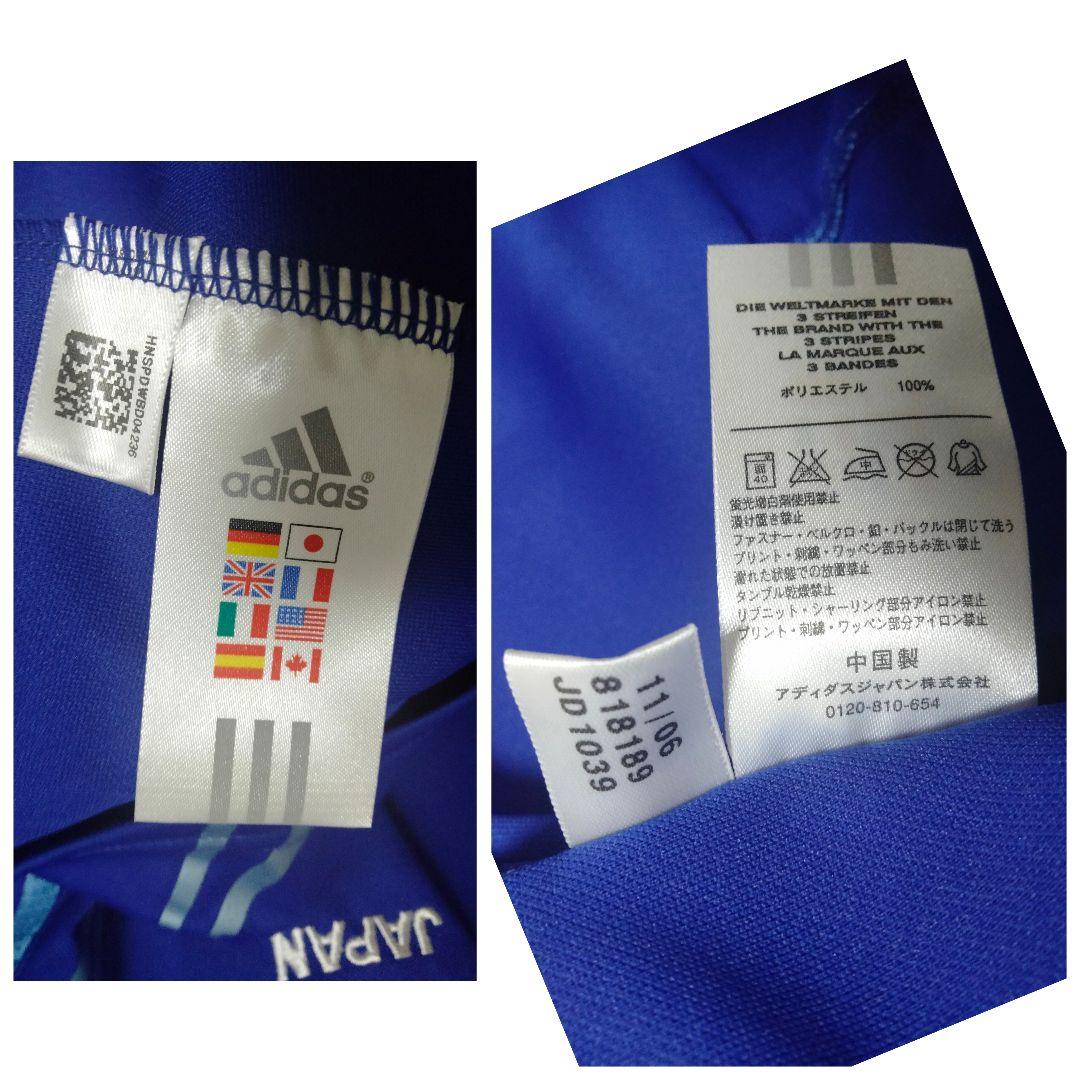 HNSPDWBD04236
adidas®
JAPAN
DIE WELTMARKE MIT DEN
3 STREIFEN
THE BRAND WITH THE
3 STRIPES
LA MARQUE AUX
3 BANDES
ポリエステル 100%
40
中
蛍光増白剤使用禁止
漬け置き禁止
ファスナー・ベルクロ・釦・バックルは閉じて洗う
プリント・刺繍・ワッペン部分もみ洗い禁止
濡れた状態での放置禁止
タンブル乾燥禁止
リブニット・シャーリング部分アイロン禁止
プリント・刺繍・ワッペン部分アイロン禁止
中国製
アディダスジャパン株式会社
0120-810-654
11/06
818189
JD1039